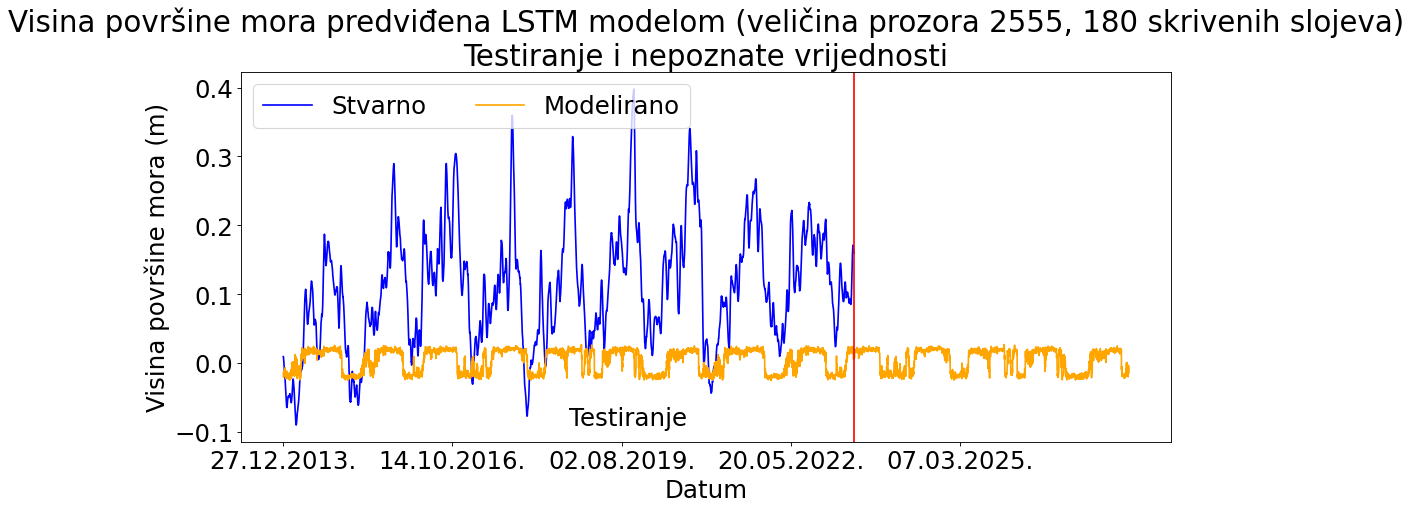 Visina površine mora predviđena LSTM modelom (veličina prozora 2555, 180 skrivenih slojeva)
Testiranje i nepoznate vrijednosti
Stvarno Modelirano
Visina površine mora (m)
0.4
0.3
0.2
0.1
0.0
−0.1
Testiranje
27.12.2013. 14.10.2016. 02.08.2019. 20.05.2022. 07.03.2025.
Datum